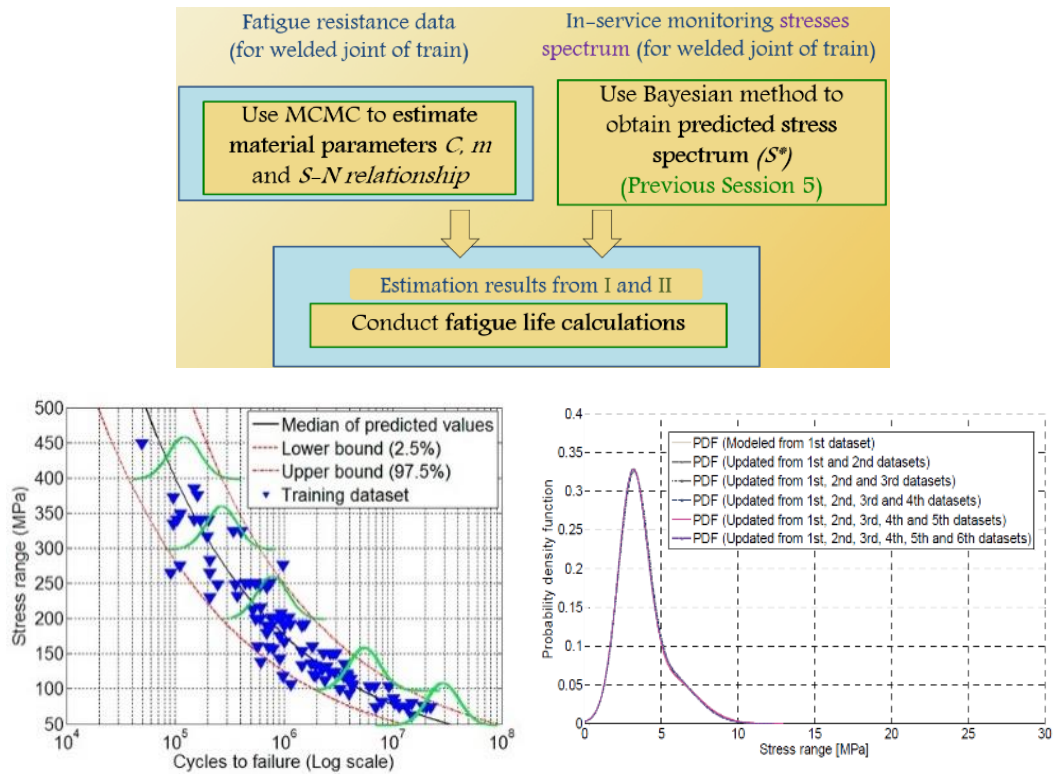 Fatigue resistance data
(for welded joint of train)
In-service monitoring stresses
spectrum (for welded joint of train)
Use MCMC to estimate
material parameters C, m
and S-N relationship
Use Bayesian method to
obtain predicted stress
spectrum (S*)
(Previous Session 5)
Estimation results from I and II
Conduct fatigue life calculations
500
450
400
350
300
250
200
150
100
50
Stress range (MPa)
Median of predicted values
Lower bound (2.5%)
Upper bound (97.5%)
Training dataset
10^4
10^5
10^6
10^7
10^8
Cycles to failure (Log scale)
0.4
0.35
0.3
0.25
0.2
0.15
0.1
0.05
0
Probability density function
PDF (Modeled from 1st dataset)
PDF (Updated from 1st and 2nd datasets)
PDF (Updated from 1st, 2nd and 3rd datasets)
PDF (Updated from 1st, 2nd, 3rd and 4th datasets)
PDF (Updated from 1st, 2nd, 3rd, 4th and 5th datasets)
PDF (Updated from 1st, 2nd, 3rd, 4th, 5th and 6th datasets)
0
5
10
15
20
25
30
Stress range [MPa]